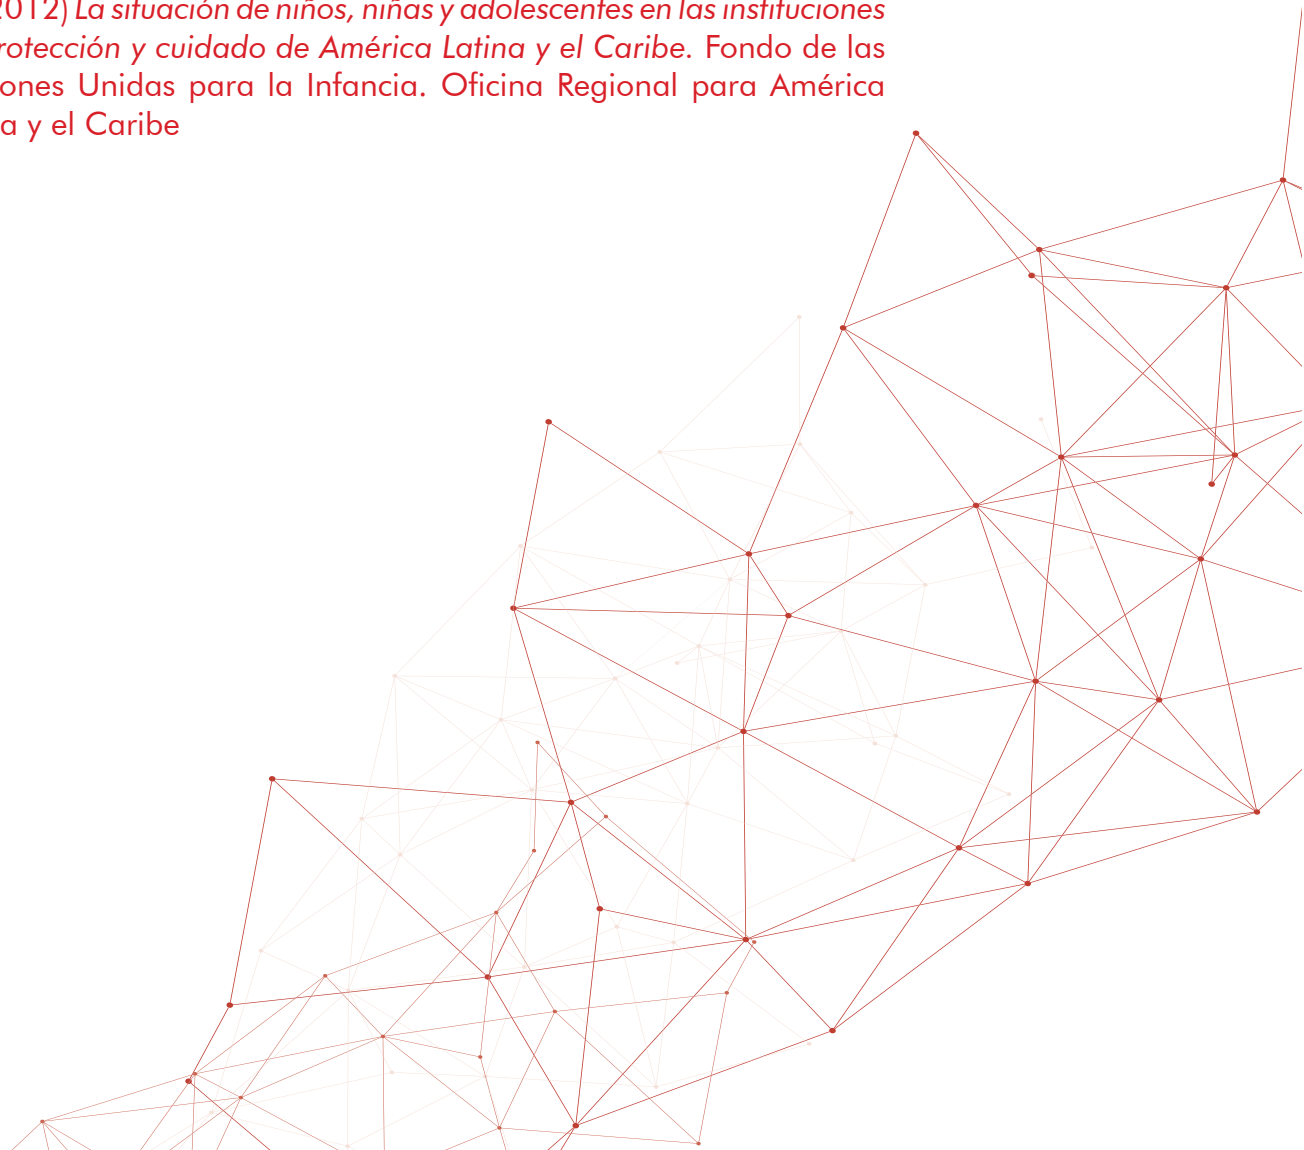 2012) La situación de niños, niñas y adolescentes en las instituciones
rotección y cuidado de América Latina y el Caribe. Fondo de las
ones Unidas para la Infancia. Oficina Regional para América
a y el Caribe